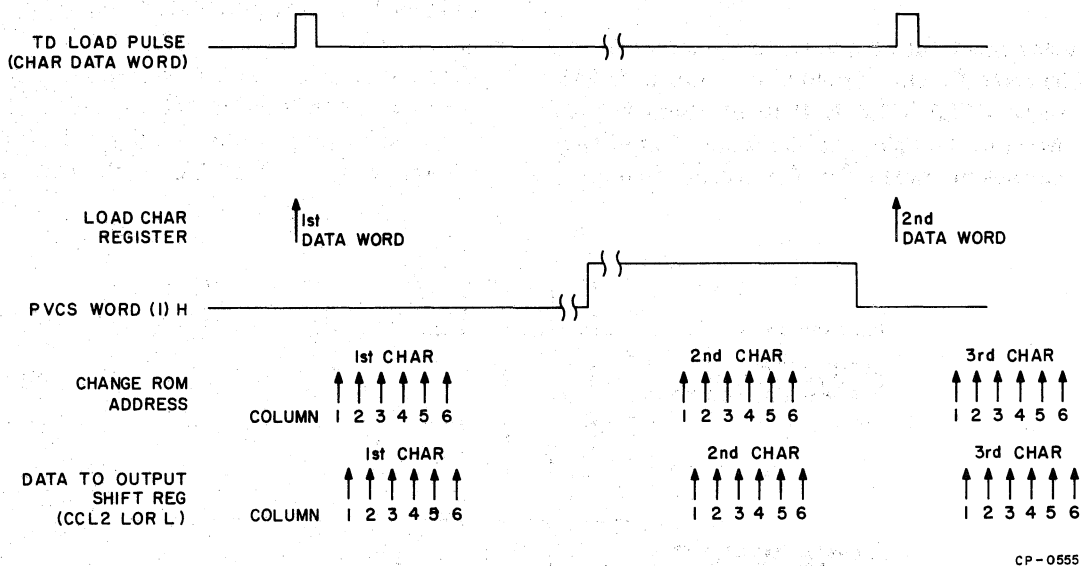 TD LOAD PULSE
(CHAR DATA WORD)
LOAD CHAR
REGISTER
1st
DATA WORD
2nd
DATA WORD
PVCS WORD (1) H
1st CHAR
2nd CHAR
3rd CHAR
CHANGE ROM
ADDRESS
COLUMN 1 2 3 4 5 6
1 2 3 4 5 6
1 2 3 4 5 6
1st CHAR
2nd CHAR
3rd CHAR
DATA TO OUTPUT
SHIFT REG
(CCL2 LOR L)
COLUMN 1 2 3 4 5 6
1 2 3 4 5 6
1 2 3 4 5 6
CP-0555